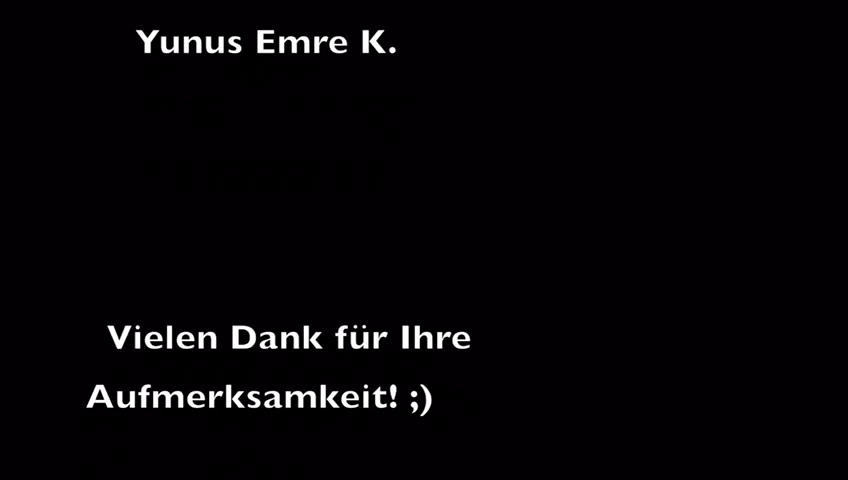 Yunus Emre K.
Vielen Dank für Ihre
Aufmerksamkeit! ;)